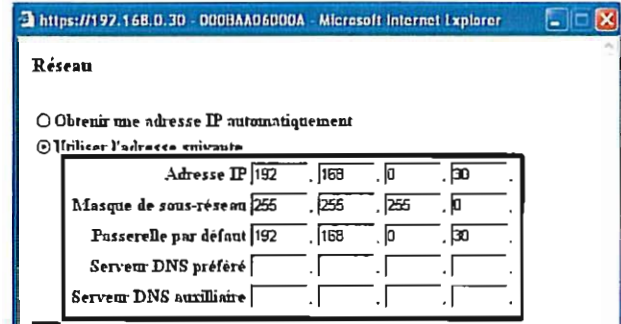 https://192.168.0.30 - 000BAA06D00A - Microsoft Internet Explorer
Réseau
Obtenir une adresse IP automatiquement
Utiliser l'adresse suivante
Adresse IP 192 . 168 . 0 . 30 .
Masque de sous-réseau 255 . 255 . 255 . 0 .
Passerelle par défaut 192 . 168 . 0 . 30 .
Serveur DNS préféré . . . .
Serveur DNS auxilliaire . . . .